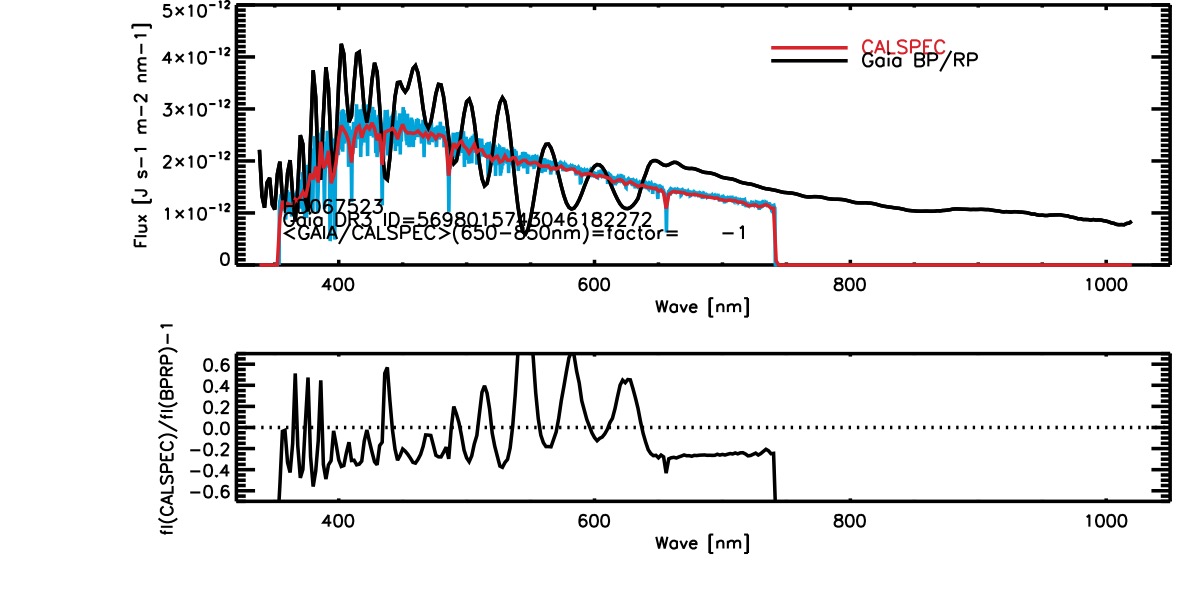 5×10⁻¹²
4×10⁻¹²
3×10⁻¹²
2×10⁻¹²
1×10⁻¹²
0
Flux [J s−1 m−2 nm−1]
CALSPEC
Gaia BP/RP
Gaia DR3 ID=5698015743046182272
<GAIA/CALSPEC>(650−850nm)=factor= −1
400 600 800 1000
Wave [nm]
fl(CALSPEC)/fl(BPRP)−1
0.6
0.4
0.2
0.0
−0.2
−0.4
−0.6
400 600 800 1000
Wave [nm]